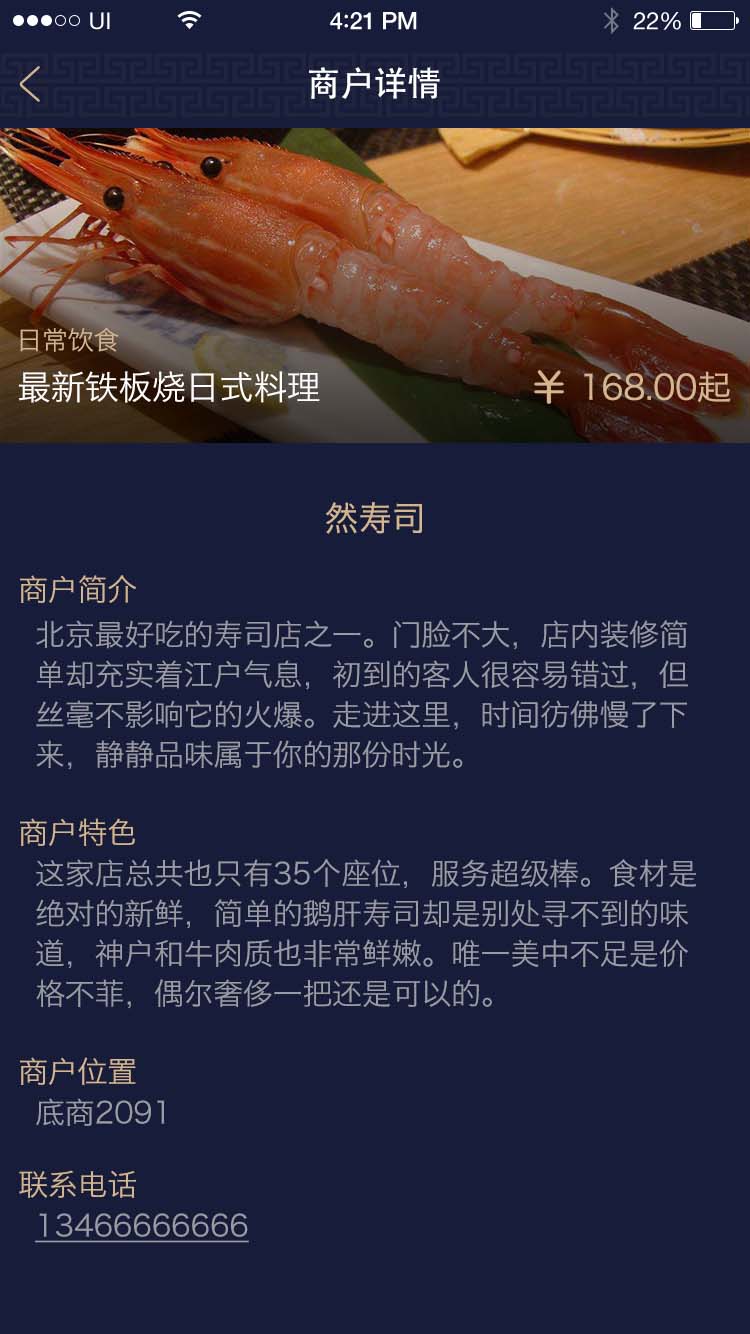 UI 4:21 PM 22%
商户详情
日常饮食
最新铁板烧日式料理 ￥ 168.00起
然寿司
商户简介
北京最好吃的寿司店之一。门脸不大，店内装修简
单却充实着江户气息，初到的客人很容易错过，但
丝毫不影响它的火爆。走进这里，时间彷佛慢了下
来，静静品味属于你的那份时光。
商户特色
这家店总共也只有35个座位，服务超级棒。食材是
绝对的新鲜，简单的鹅肝寿司却是别处寻不到的味
道，神户和牛肉质也非常鲜嫩。唯一美中不足是价
格不菲，偶尔奢侈一把还是可以的。
商户位置
底商2091
联系电话
13466666666